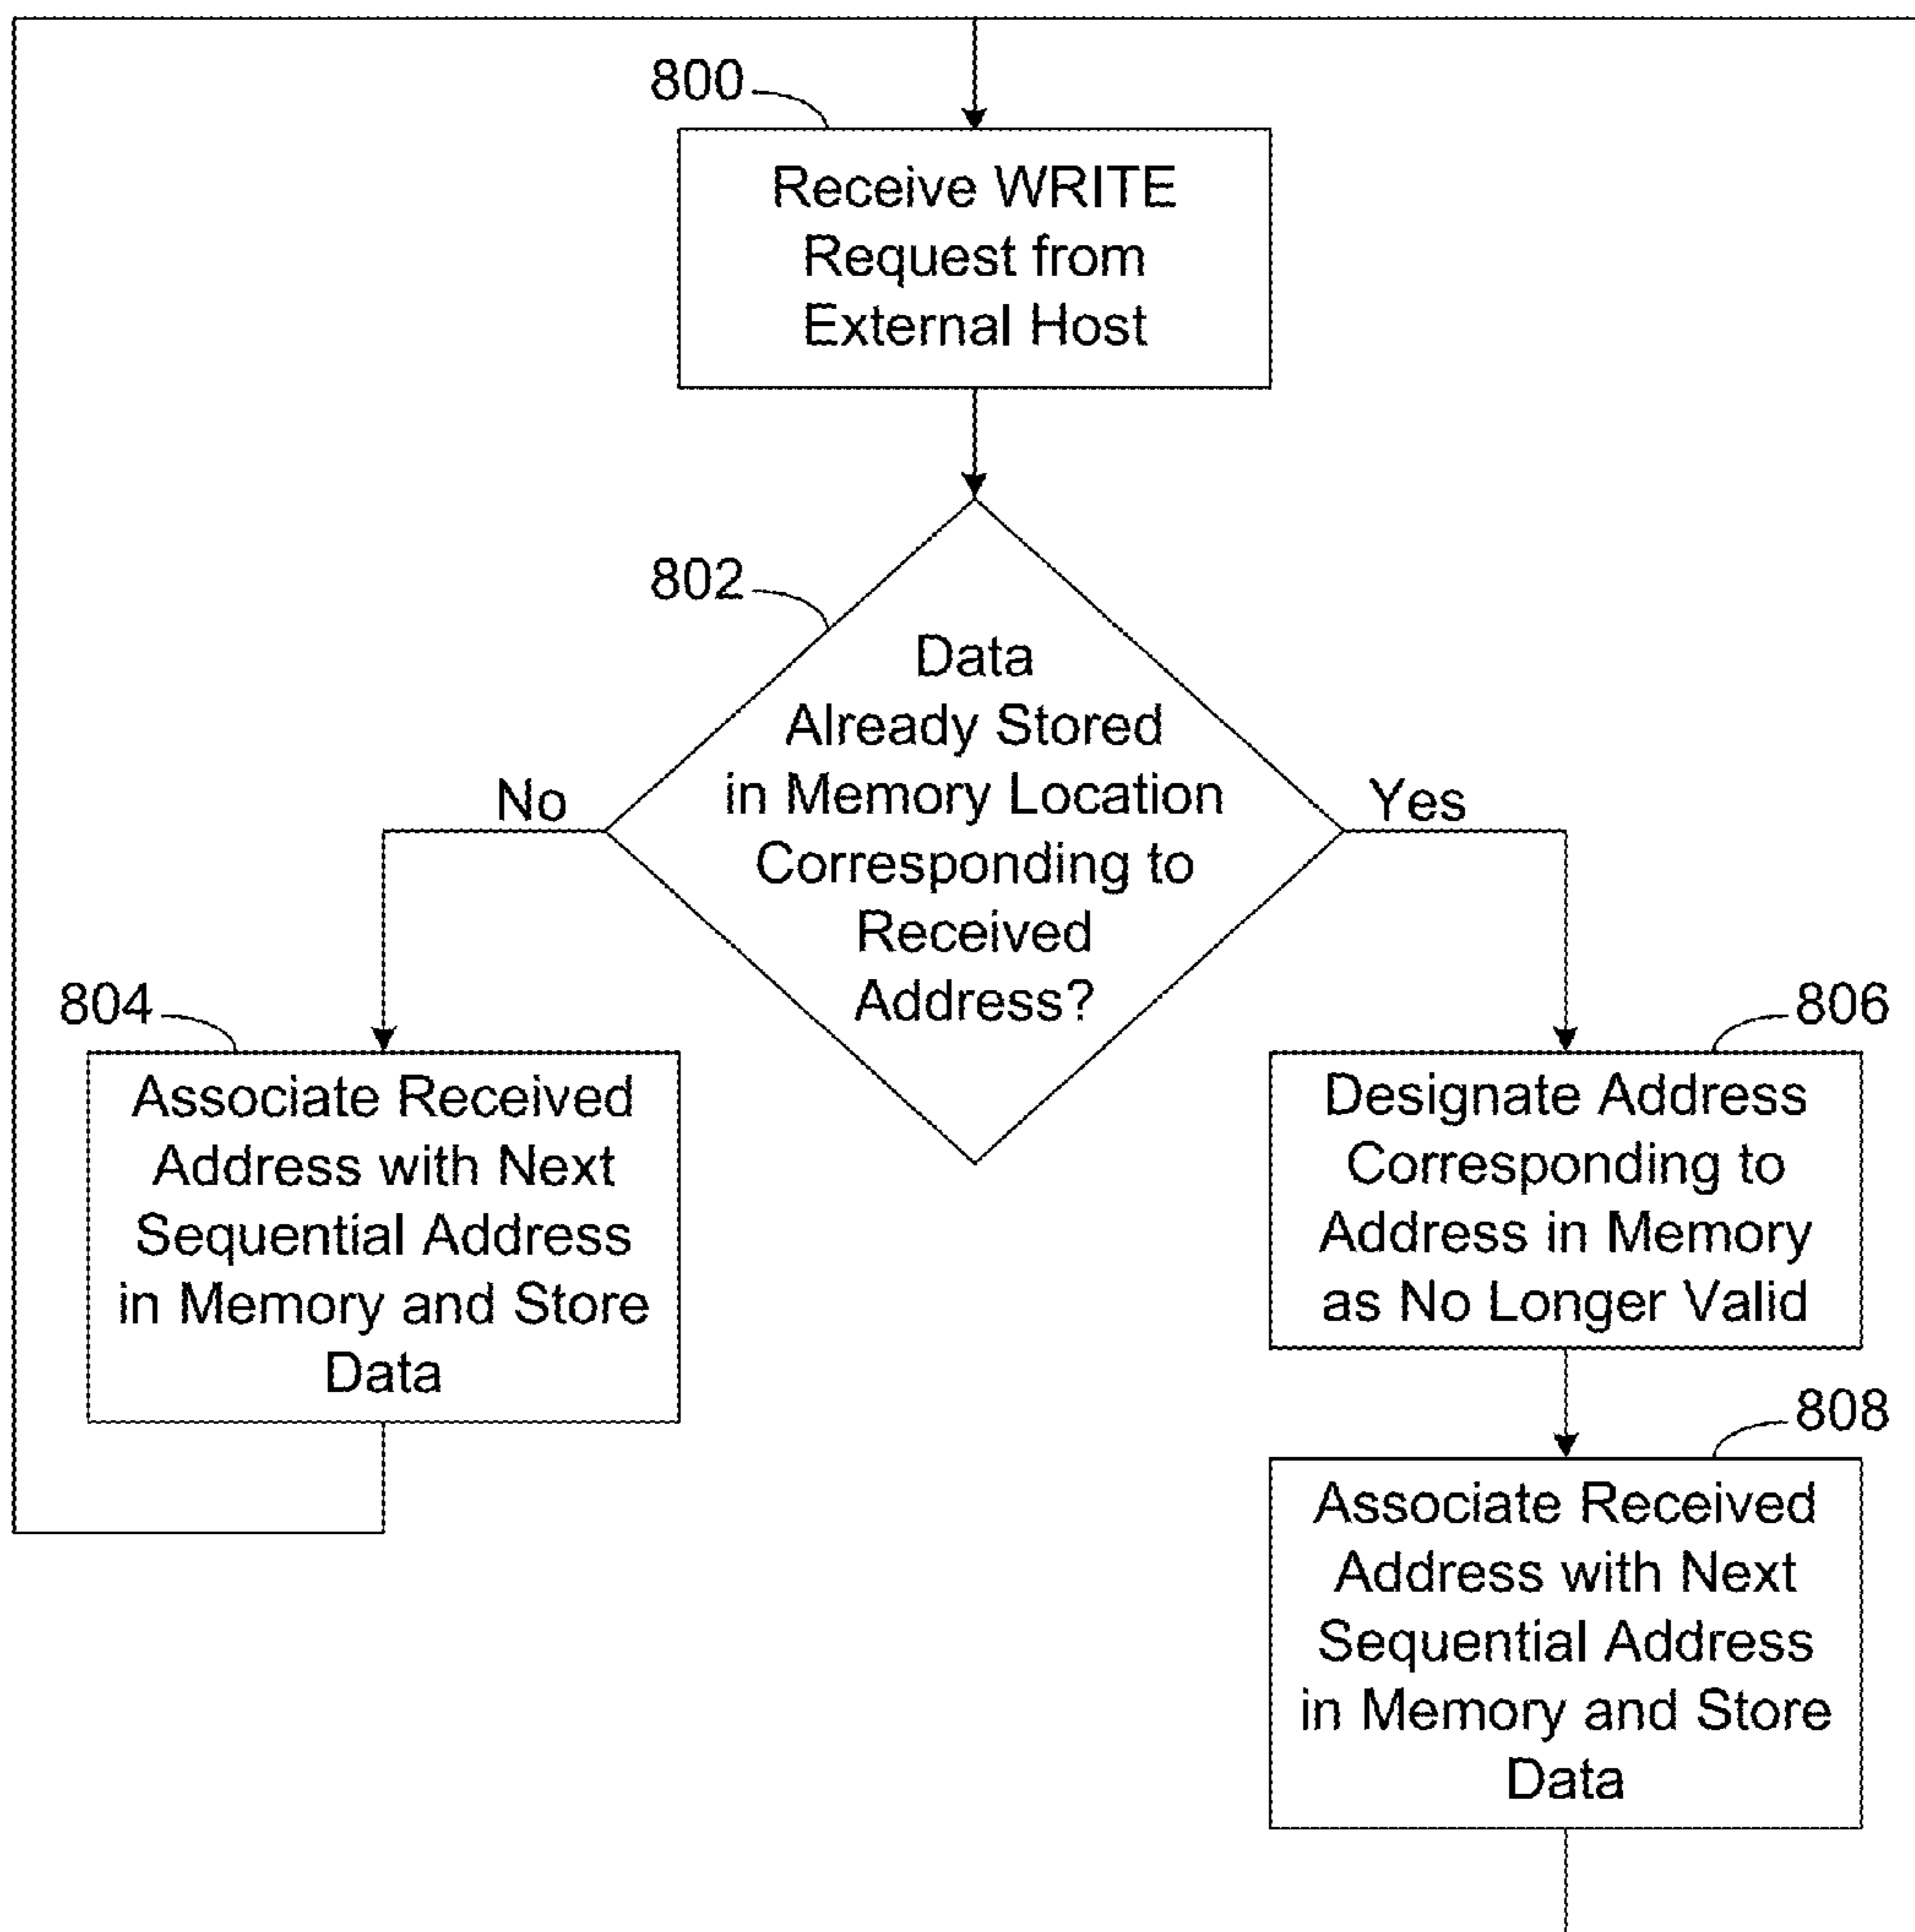 800
Receive WRITE
Request from
External Host
802
Data
Already Stored
in Memory Location
Corresponding to
Received
Address?
No
Yes
804
Associate Received
Address with Next
Sequential Address
in Memory and Store
Data
806
Designate Address
Corresponding to
Address in Memory
as No Longer Valid
808
Associate Received
Address with Next
Sequential Address
in Memory and Store
Data